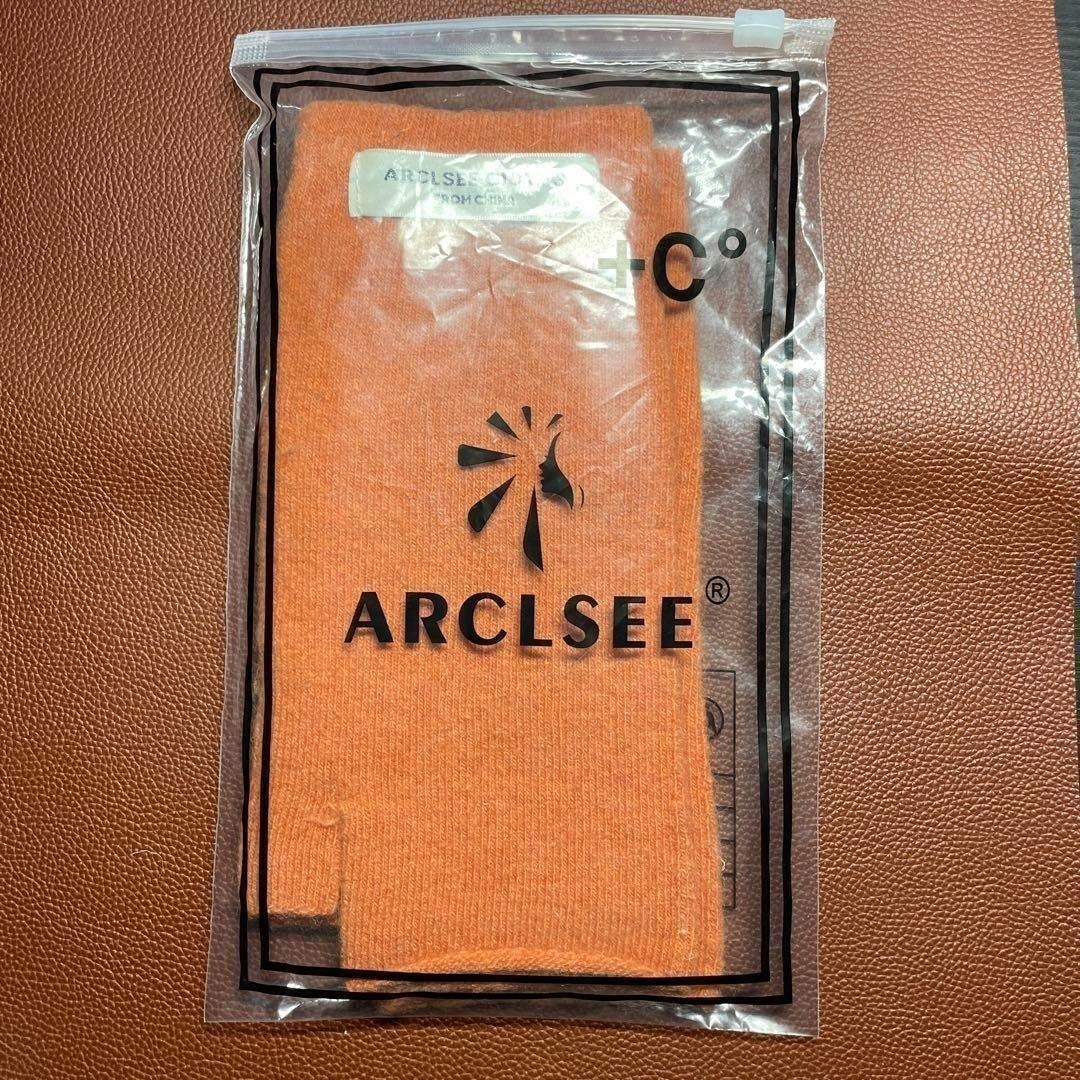 ARCLSEE
FROM CHINA
+C°
ARCLSEE®